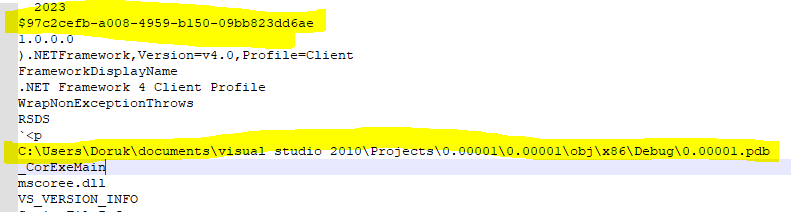 2023
$97c2cefb-a008-4959-b150-09bb823dd6ae
1.0.0.0
).NETFramework,Version=v4.0,Profile=Client
FrameworkDisplayName
.NET Framework 4 Client Profile
WrapNonExceptionThrows
RSDS
`<p
C:\Users\Doruk\documents\visual studio 2010\Projects\0.00001\0.00001\obj\x86\Debug\0.00001.pdb
_CorExeMain
mscoree.dll
VS_VERSION_INFO